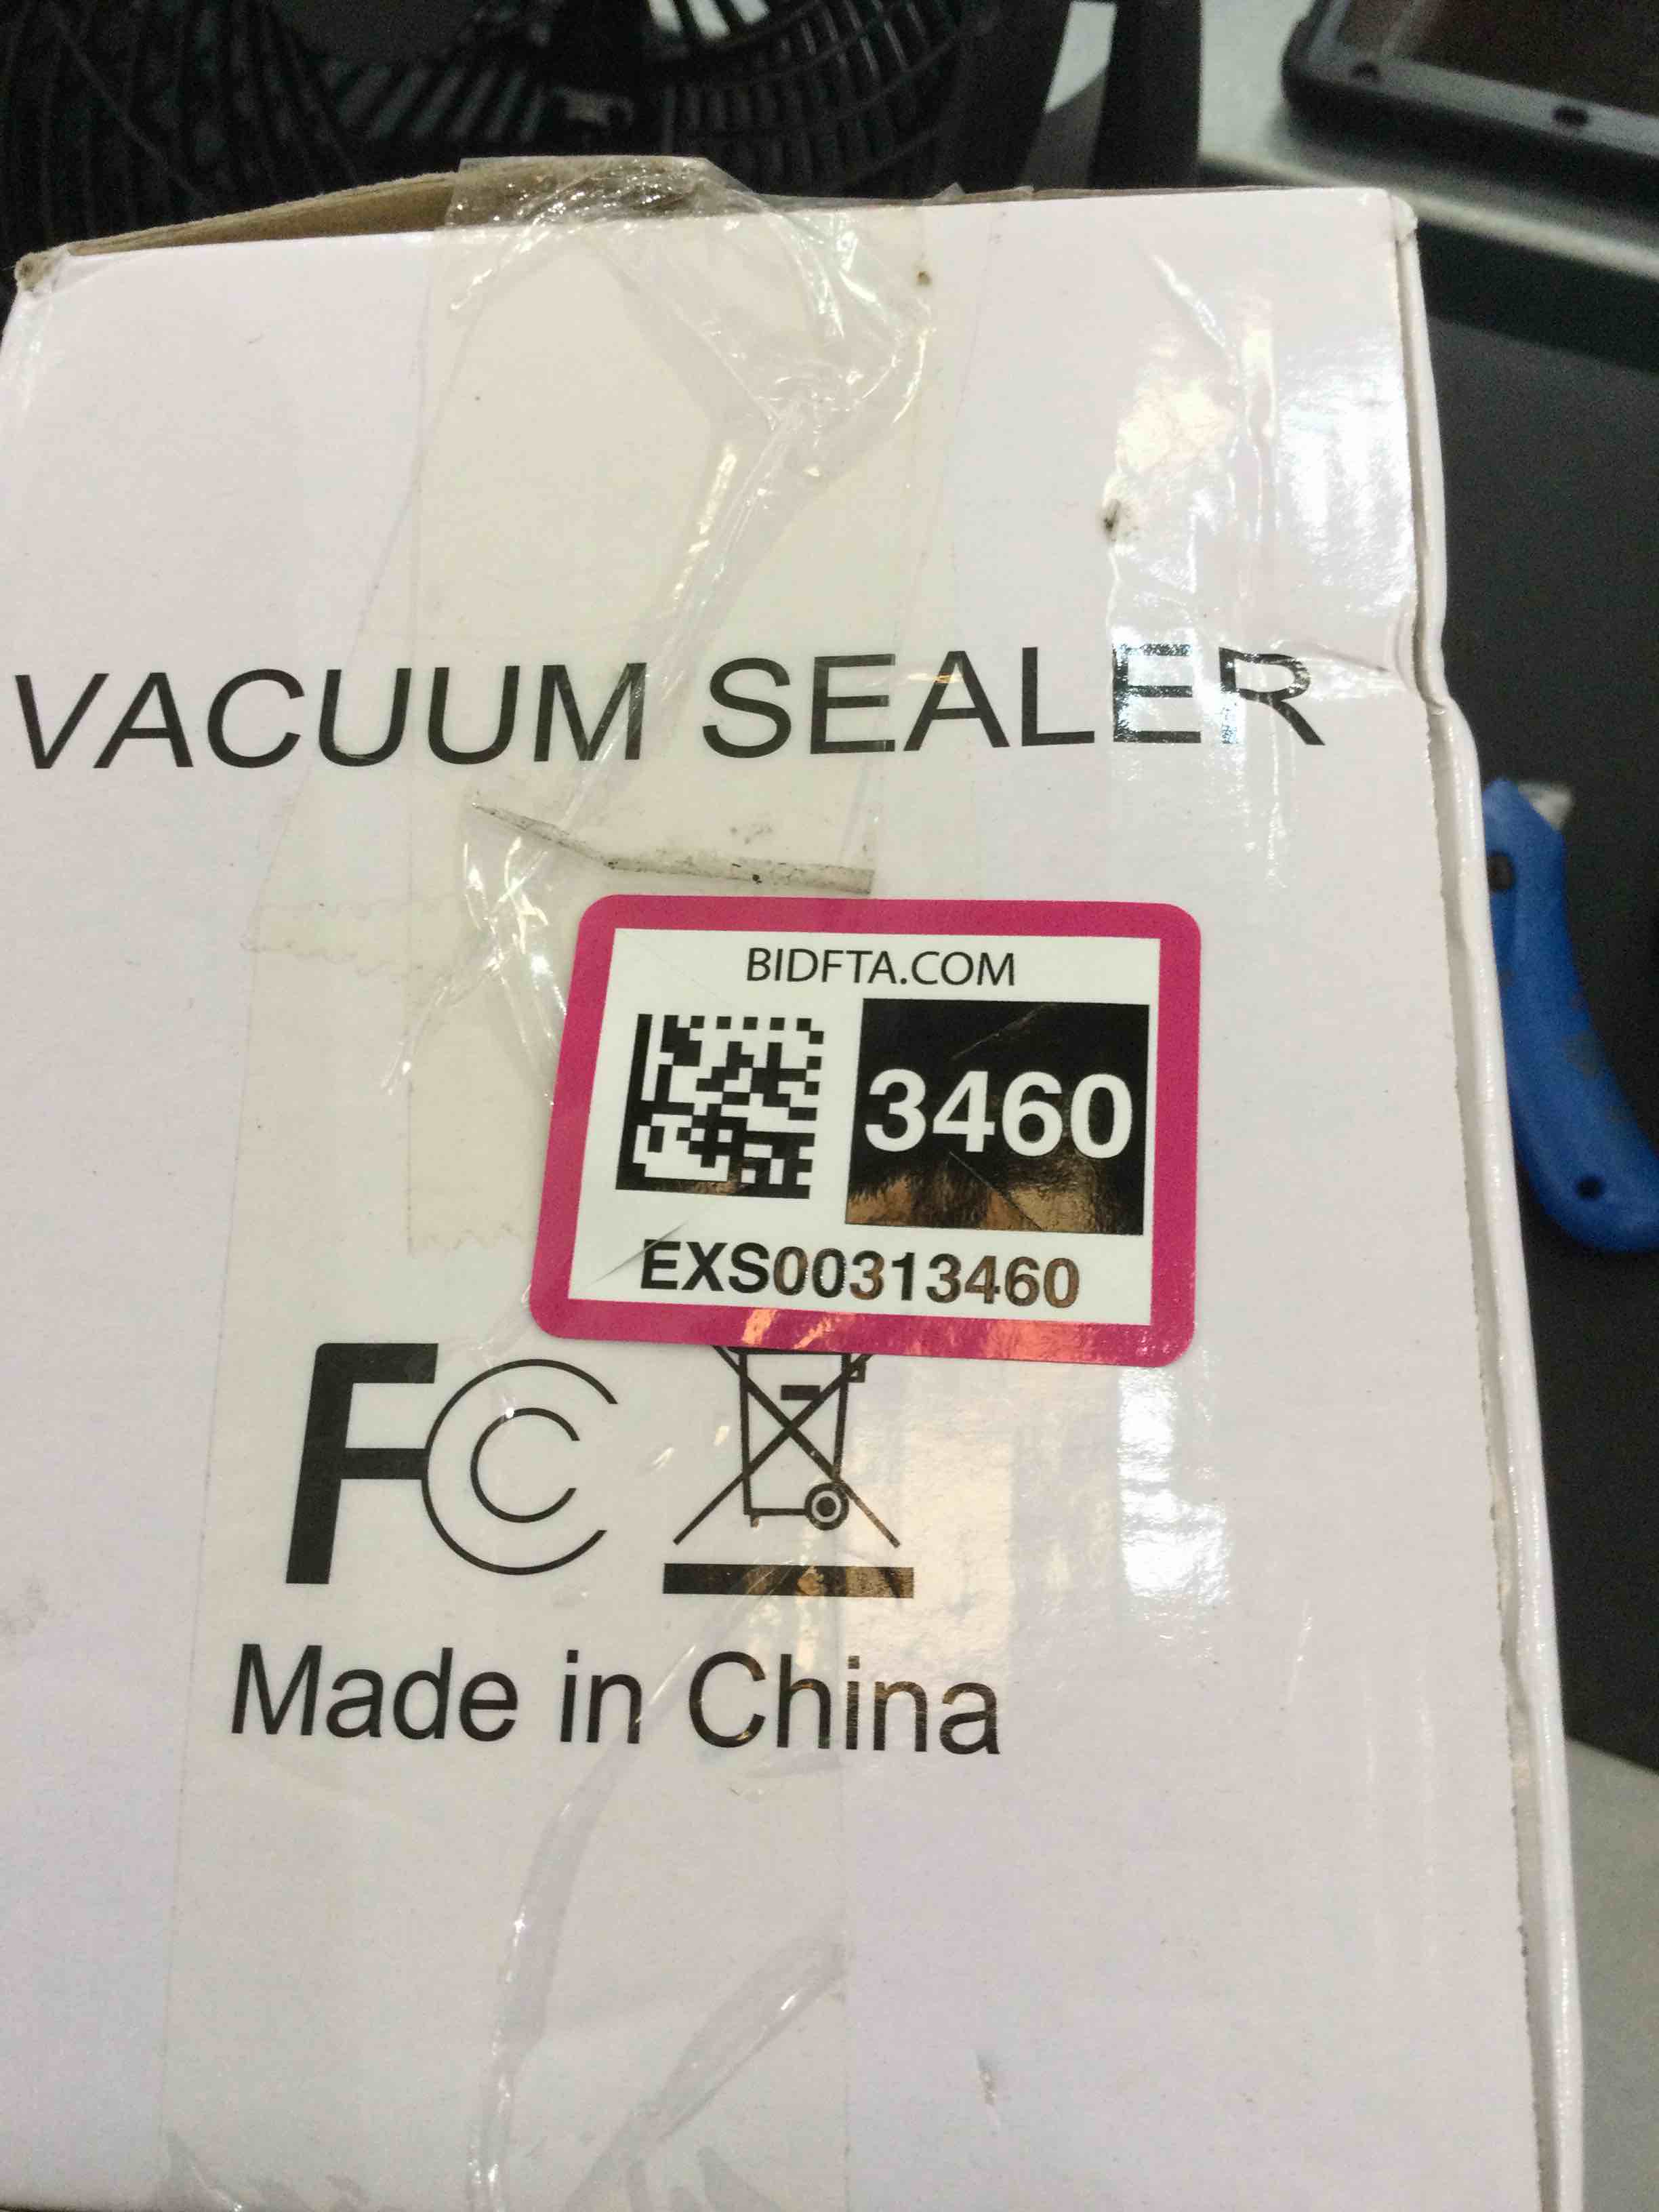 VACUUM SEALER
BIDFTA.COM
3460
EXS00313460
FC
Made in China